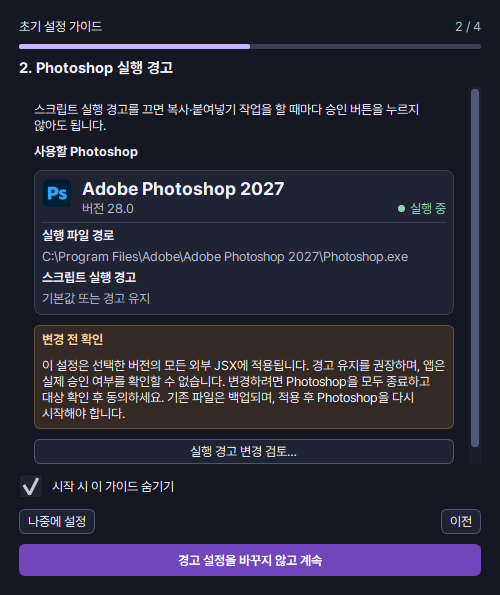 초기 설정 가이드
2 / 4
2. Photoshop 실행 경고
스크립트 실행 경고를 끄면 복사·붙여넣기 작업을 할 때마다 승인 버튼을 누르지
않아도 됩니다.
사용할 Photoshop
Ps
Adobe Photoshop 2027
버전 28.0
실행 중
실행 파일 경로
C:\Program Files\Adobe\Adobe Photoshop 2027\Photoshop.exe
스크립트 실행 경고
기본값 또는 경고 유지
변경 전 확인
이 설정은 선택한 버전의 모든 외부 JSX에 적용됩니다. 경고 유지를 권장하며, 앱은
실제 승인 여부를 확인할 수 없습니다. 변경하려면 Photoshop을 모두 종료하고
대상 확인 후 동의하세요. 기존 파일은 백업되며, 적용 후 Photoshop을 다시
시작해야 합니다.
실행 경고 변경 검토...
시작 시 이 가이드 숨기기
나중에 설정
이전
경고 설정을 바꾸지 않고 계속